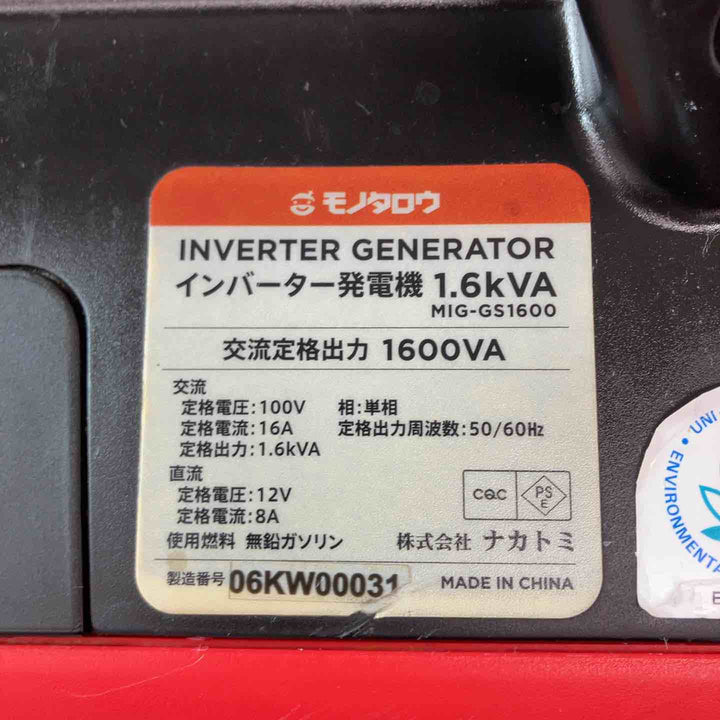 モノタロウ
INVERTER GENERATOR
インバーター発電機 1.6kVA
MIG-GS1600
交流定格出力 1600VA
交流
定格電圧:100V 相:単相
定格電流:16A 定格出力周波数:50/60Hz
定格出力:1.6kVA
直流
定格電圧:12V
定格電流:8A
CQC PS E
使用燃料 無鉛ガソリン 株式会社 ナカトミ
製造番号 06KW00031 MADE IN CHINA
UNI
ENVIRONMENTA
E